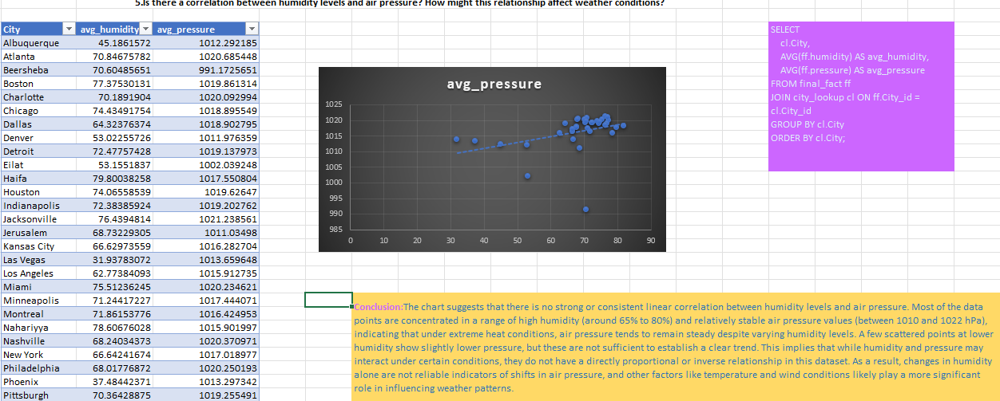 5.Is there a correlation between humidity levels and air pressure? How might this relationship affect weather conditions?
City avg_humidity avg_pressure
Albuquerque 45.1861572 1012.292185
Atlanta 70.84675782 1020.685448
Beersheba 70.60485651 991.1725651
Boston 77.37530131 1019.861314
Charlotte 70.1891904 1020.092994
Chicago 74.43491754 1018.895549
Dallas 64.32376374 1018.902795
Denver 53.02255726 1011.976359
Detroit 72.47757428 1019.137973
Eilat 53.1551837 1002.039248
Haifa 79.80038258 1017.550804
Houston 74.06558539 1019.62647
Indianapolis 72.38385924 1019.202762
Jacksonville 76.4394814 1021.238561
Jerusalem 68.73229305 1011.03498
Kansas City 66.62973559 1016.282704
Las Vegas 31.93783072 1013.659648
Los Angeles 62.77384093 1015.912735
Miami 75.51236245 1020.234621
Minneapolis 71.24417227 1017.444071
Montreal 71.86153776 1016.424953
Nahariyya 78.60676028 1015.901997
Nashville 68.24034373 1020.370971
New York 66.64241674 1017.018977
Philadelphia 68.01776872 1020.250193
Phoenix 37.48442371 1013.297342
Pittsburgh 70.36428875 1019.255491
avg_pressure
1025
1020
1015
1010
1005
1000
995
990
985
0 10 20 30 40 50 60 70 80 90
SELECT
cl.City,
AVG(ff.humidity) AS avg_humidity,
AVG(ff.pressure) AS avg_pressure
FROM final_fact ff
JOIN city_lookup cl ON ff.City_id =
cl.City_id
GROUP BY cl.City
ORDER BY cl.City;
Conclusion:The chart suggests that there is no strong or consistent linear correlation between humidity levels and air pressure. Most of the data
points are concentrated in a range of high humidity (around 65% to 80%) and relatively stable air pressure values (between 1010 and 1022 hPa),
indicating that under extreme heat conditions, air pressure tends to remain steady despite varying humidity levels. A few scattered points at lower
humidity show slightly lower pressure, but these are not sufficient to establish a clear trend. This implies that while humidity and pressure may
interact under certain conditions, they do not have a directly proportional or inverse relationship in this dataset. As a result, changes in humidity
alone are not reliable indicators of shifts in air pressure, and other factors like temperature and wind conditions likely play a more significant
role in influencing weather patterns.